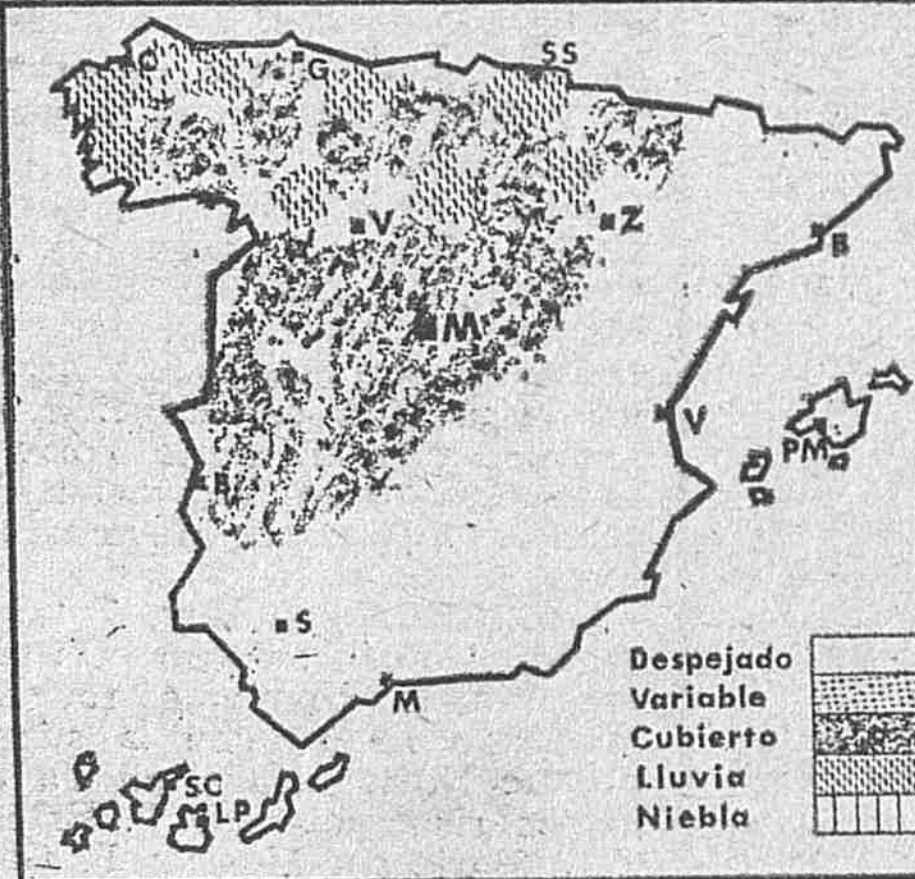 SS
G
V
Z
B
M
V
PM
B
S
M
SC
LP
Despejado
Variable
Cubierto
Lluvia
Niebla